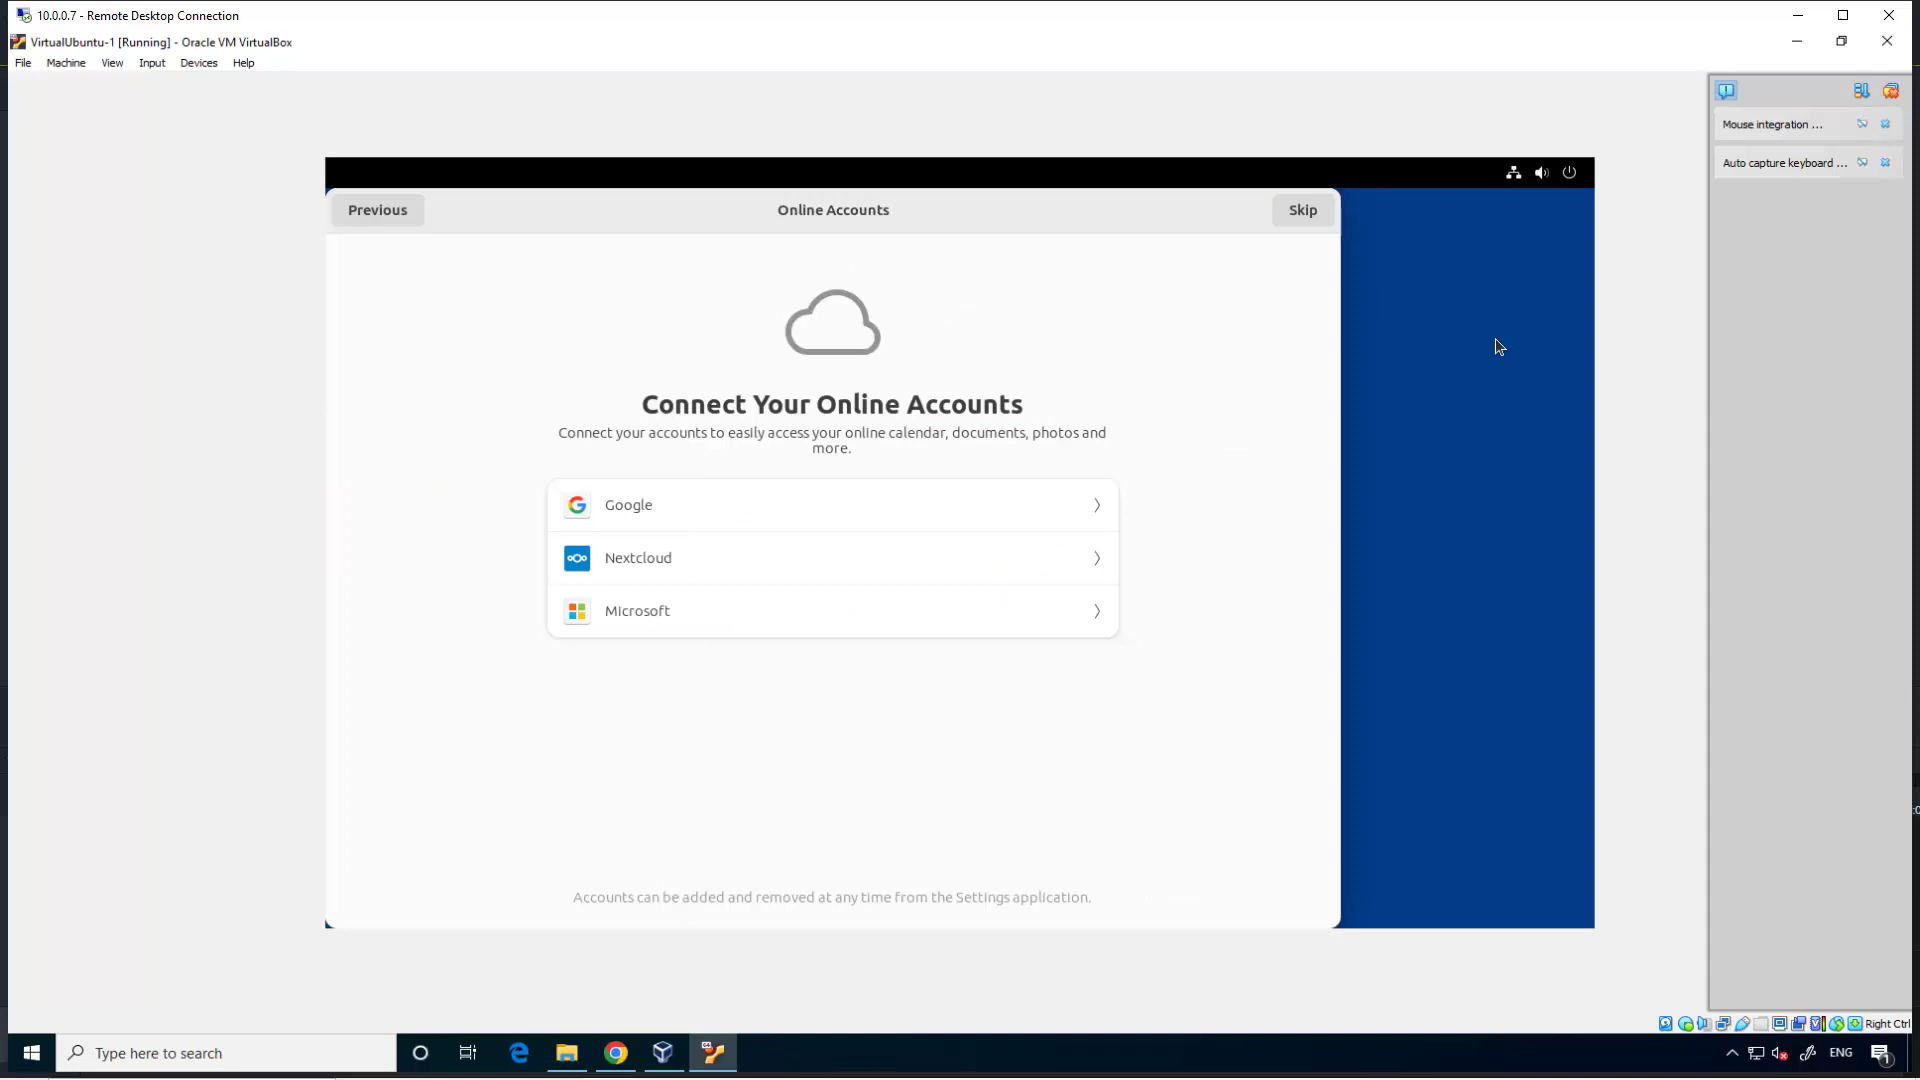 10.0.0.7 - Remote Desktop Connection
VirtualUbuntu-1 [Running] - Oracle VM VirtualBox
File Machine View Input Devices Help
Mouse integration ...
Auto capture keyboard ...
Previous
Online Accounts
Skip
Connect Your Online Accounts
Connect your accounts to easily access your online calendar, documents, photos and
more.
Google
Nextcloud
Microsoft
Accounts can be added and removed at any time from the Settings application.
Right Ctrl
Type here to search
ENG
1